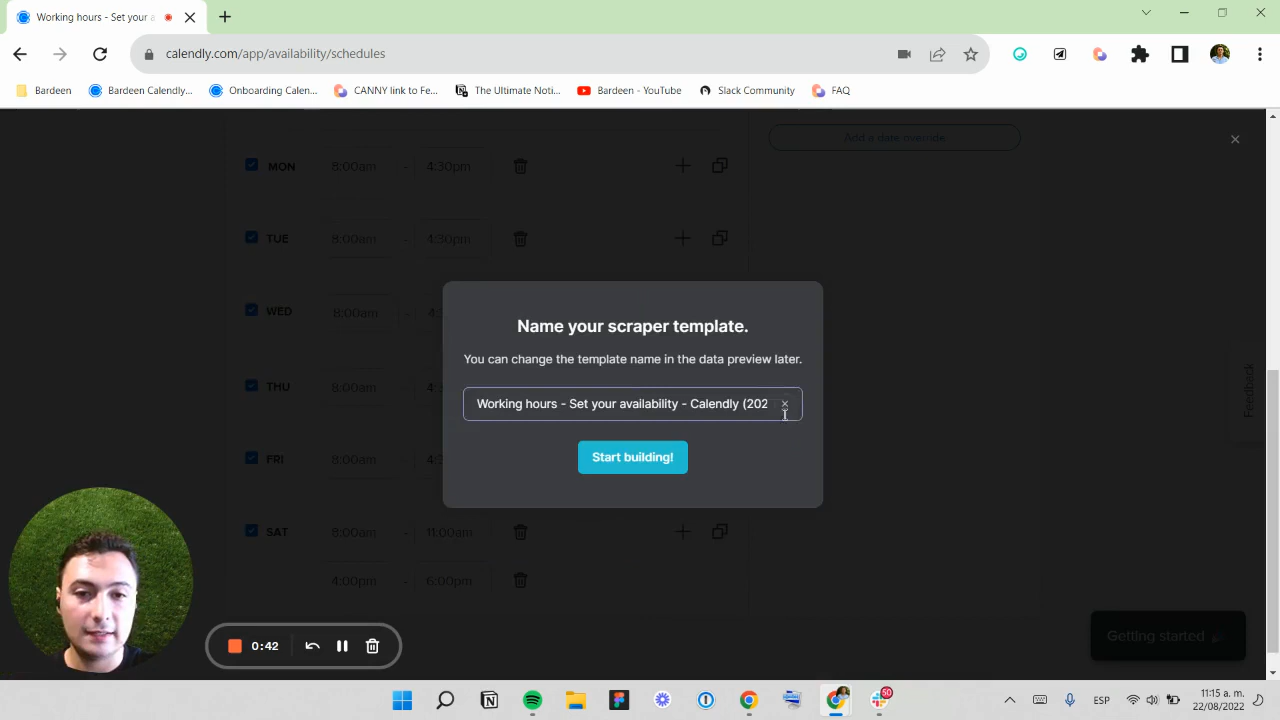 Working hours - Set your a
calendly.com/app/availability/schedules
Bardeen
Bardeen Calendly...
Onboarding Calen...
CANNY link to Fe...
The Ultimate Noti...
Bardeen - YouTube
Slack Community
FAQ
Add a date override
MON 8:00am - 4:30pm
TUE 8:00am - 4:30pm
WED 8:00am - 4:
Name your scraper template.
You can change the template name in the data preview later.
THU 8:00am - 4:3
Working hours - Set your availability - Calendly (202
Feedback
Start building!
FRI 8:00am - 4:3
SAT 8:00am - 11:00am
4:00pm - 6:00pm
Getting started
0:42
50
ESP
11:15 a. m.
22/08/2022